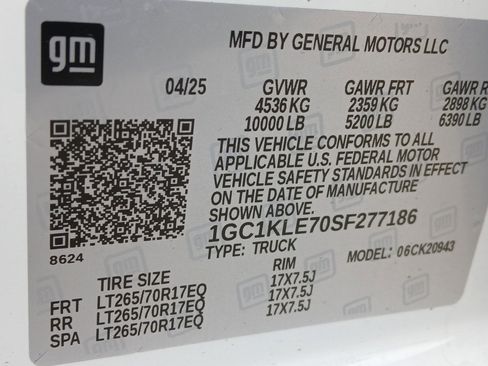 gm
MFD BY GENERAL MOTORS LLC
04/25 GVWR GAWR FRT GAWR R
4536 KG 2359 KG 2898 KG
10000 LB 5200 LB 6390 LB
THIS VEHICLE CONFORMS TO ALL
APPLICABLE U.S. FEDERAL MOTOR
VEHICLE SAFETY STANDARDS IN EFFECT
ON THE DATE OF MANUFACTURE
SHOWN ABOVE.
1GC1KLE70SF277186
8624
TYPE: TRUCK MODEL: 06CK20943
TIRE SIZE RIM
FRT LT265/70R17EQ 17X7.5J
RR LT265/70R17EQ 17X7.5J
SPA LT265/70R17EQ 17X7.5J